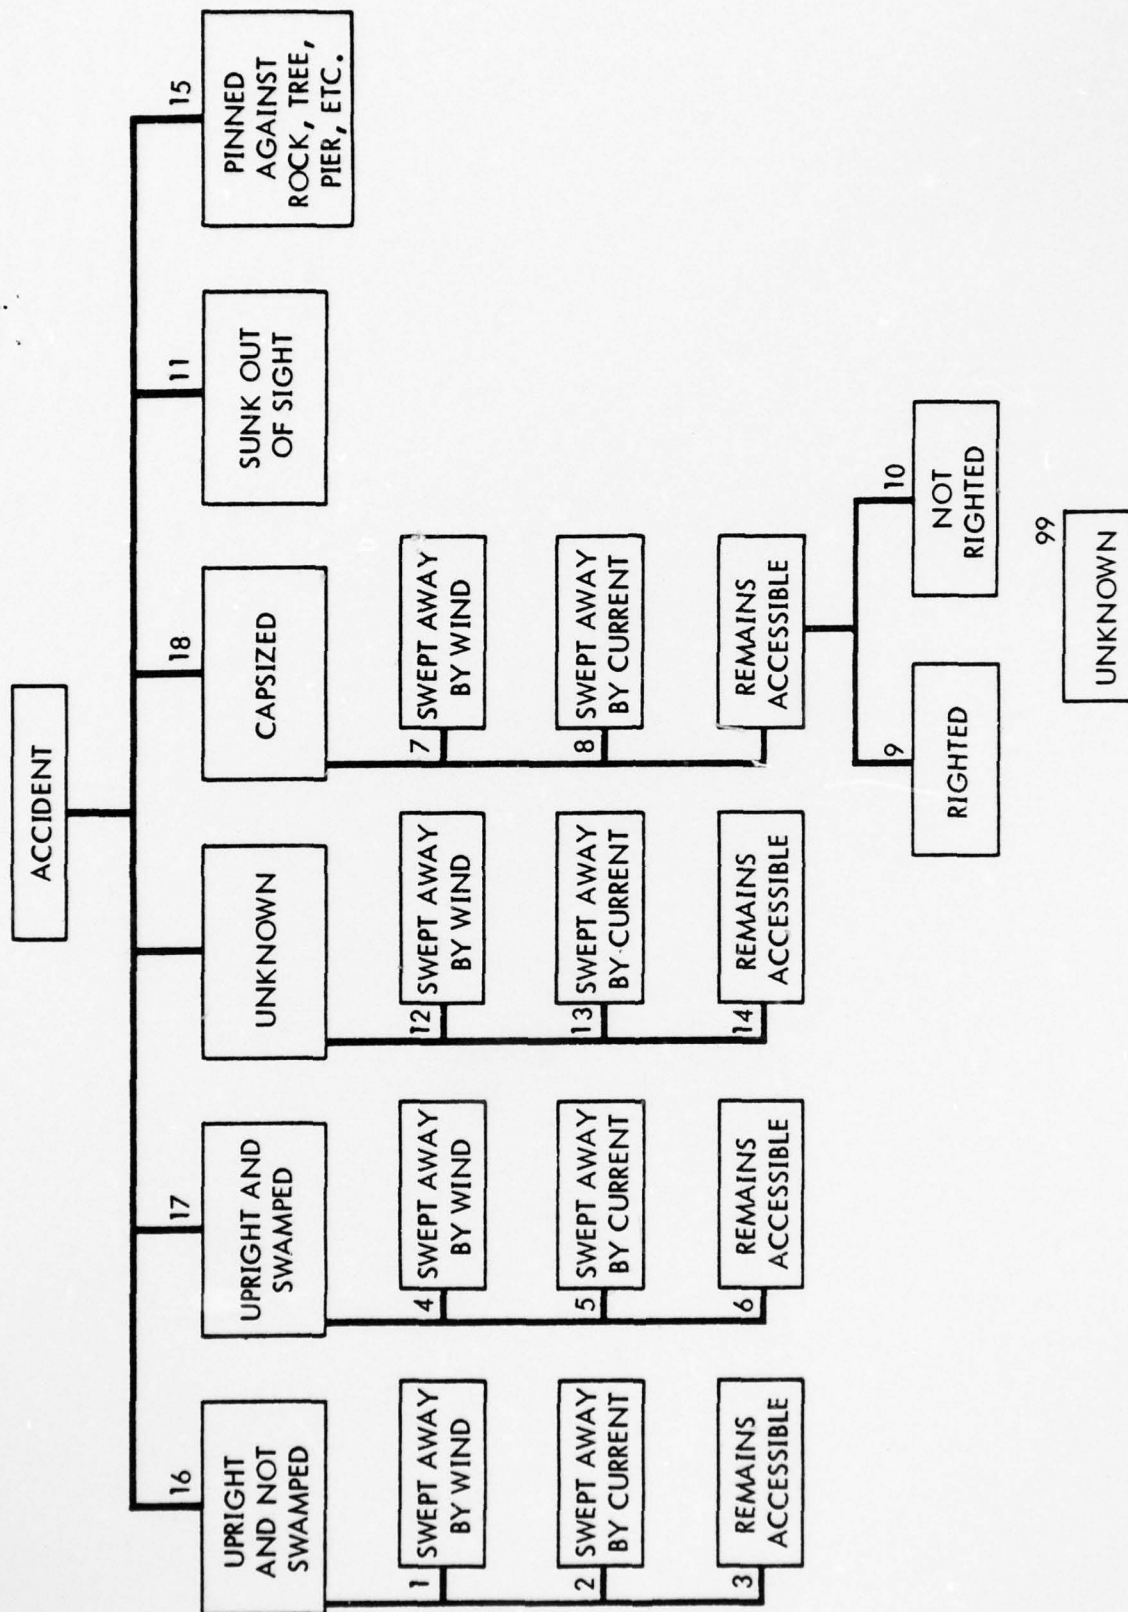 ACCIDENT
16
UPRIGHT
AND NOT
SWAMPED
17
UPRIGHT AND
SWAMPED
UNKNOWN
18
CAPSIZED
11
SUNK OUT
OF SIGHT
15
PINNED
AGAINST
ROCK, TREE,
PIER, ETC.
1
SWEPT AWAY
BY WIND
4
SWEPT AWAY
BY WIND
12
SWEPT AWAY
BY WIND
7
SWEPT AWAY
BY WIND
2
SWEPT AWAY
BY CURRENT
5
SWEPT AWAY
BY CURRENT
13
SWEPT AWAY
BY CURRENT
8
SWEPT AWAY
BY CURRENT
3
REMAINS
ACCESSIBLE
6
REMAINS
ACCESSIBLE
14
REMAINS
ACCESSIBLE
REMAINS
ACCESSIBLE
9
RIGHTED
10
NOT
RIGHTED
99
UNKNOWN